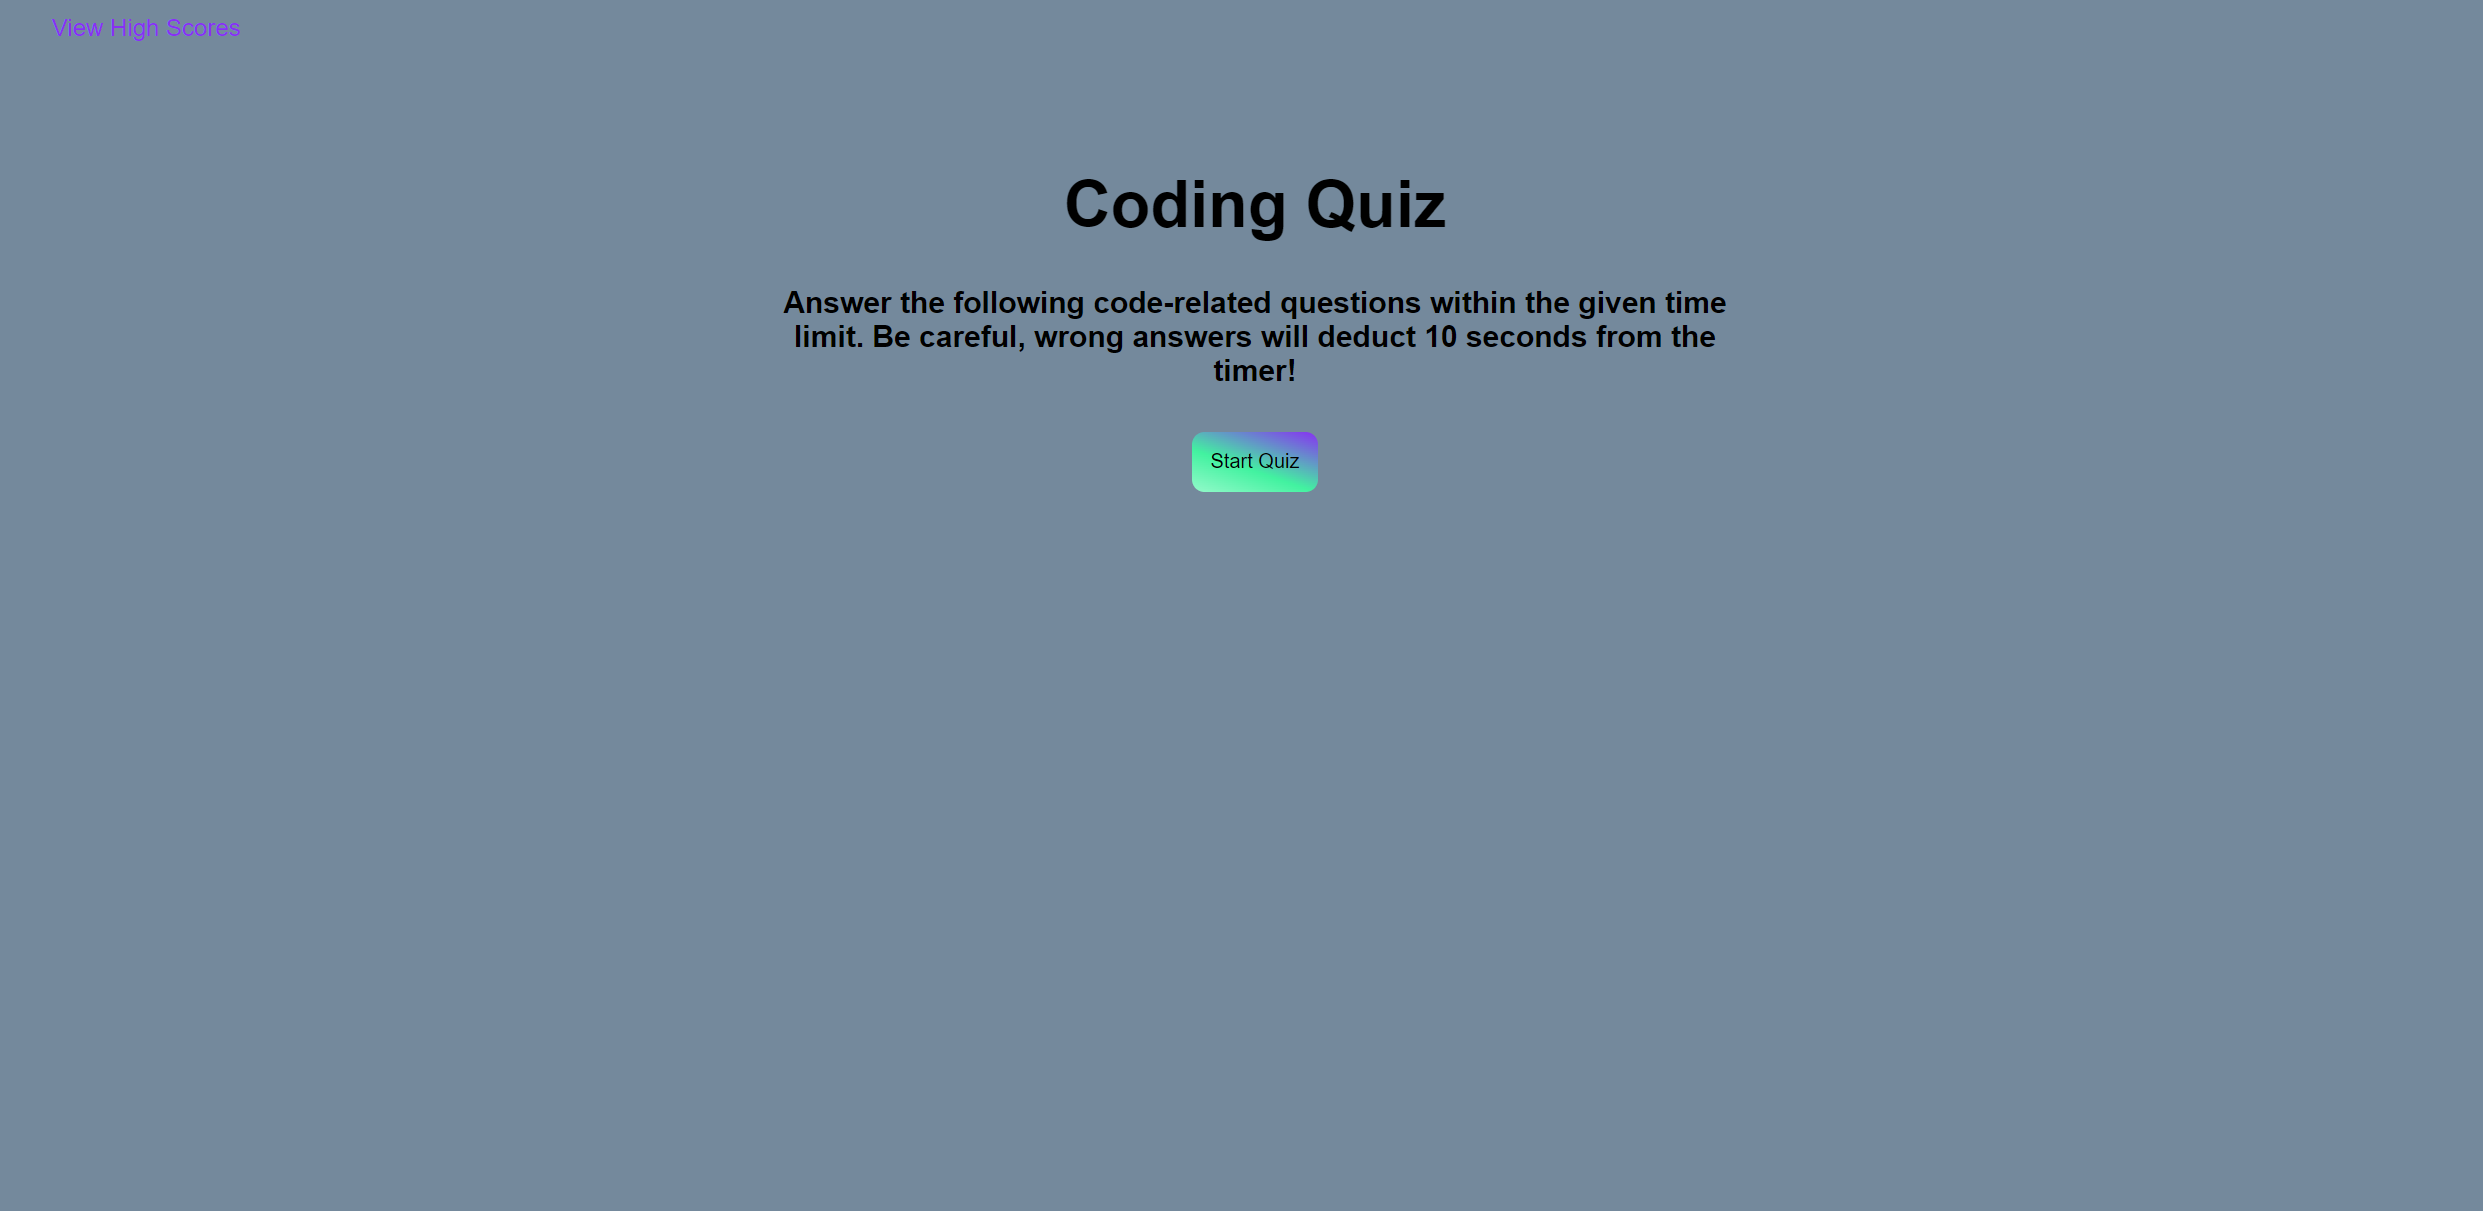 View High Scores
Coding Quiz
Answer the following code-related questions within the given time
limit. Be careful, wrong answers will deduct 10 seconds from the
timer!
Start Quiz